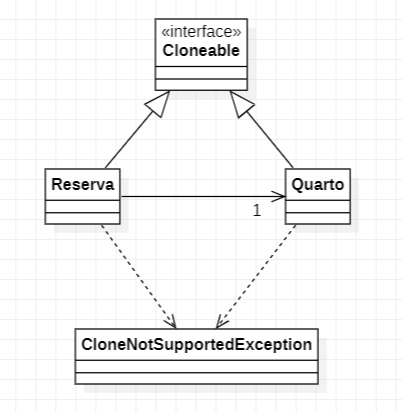 «interface»
Cloneable
Reserva
Quarto
1
CloneNotSupportedException